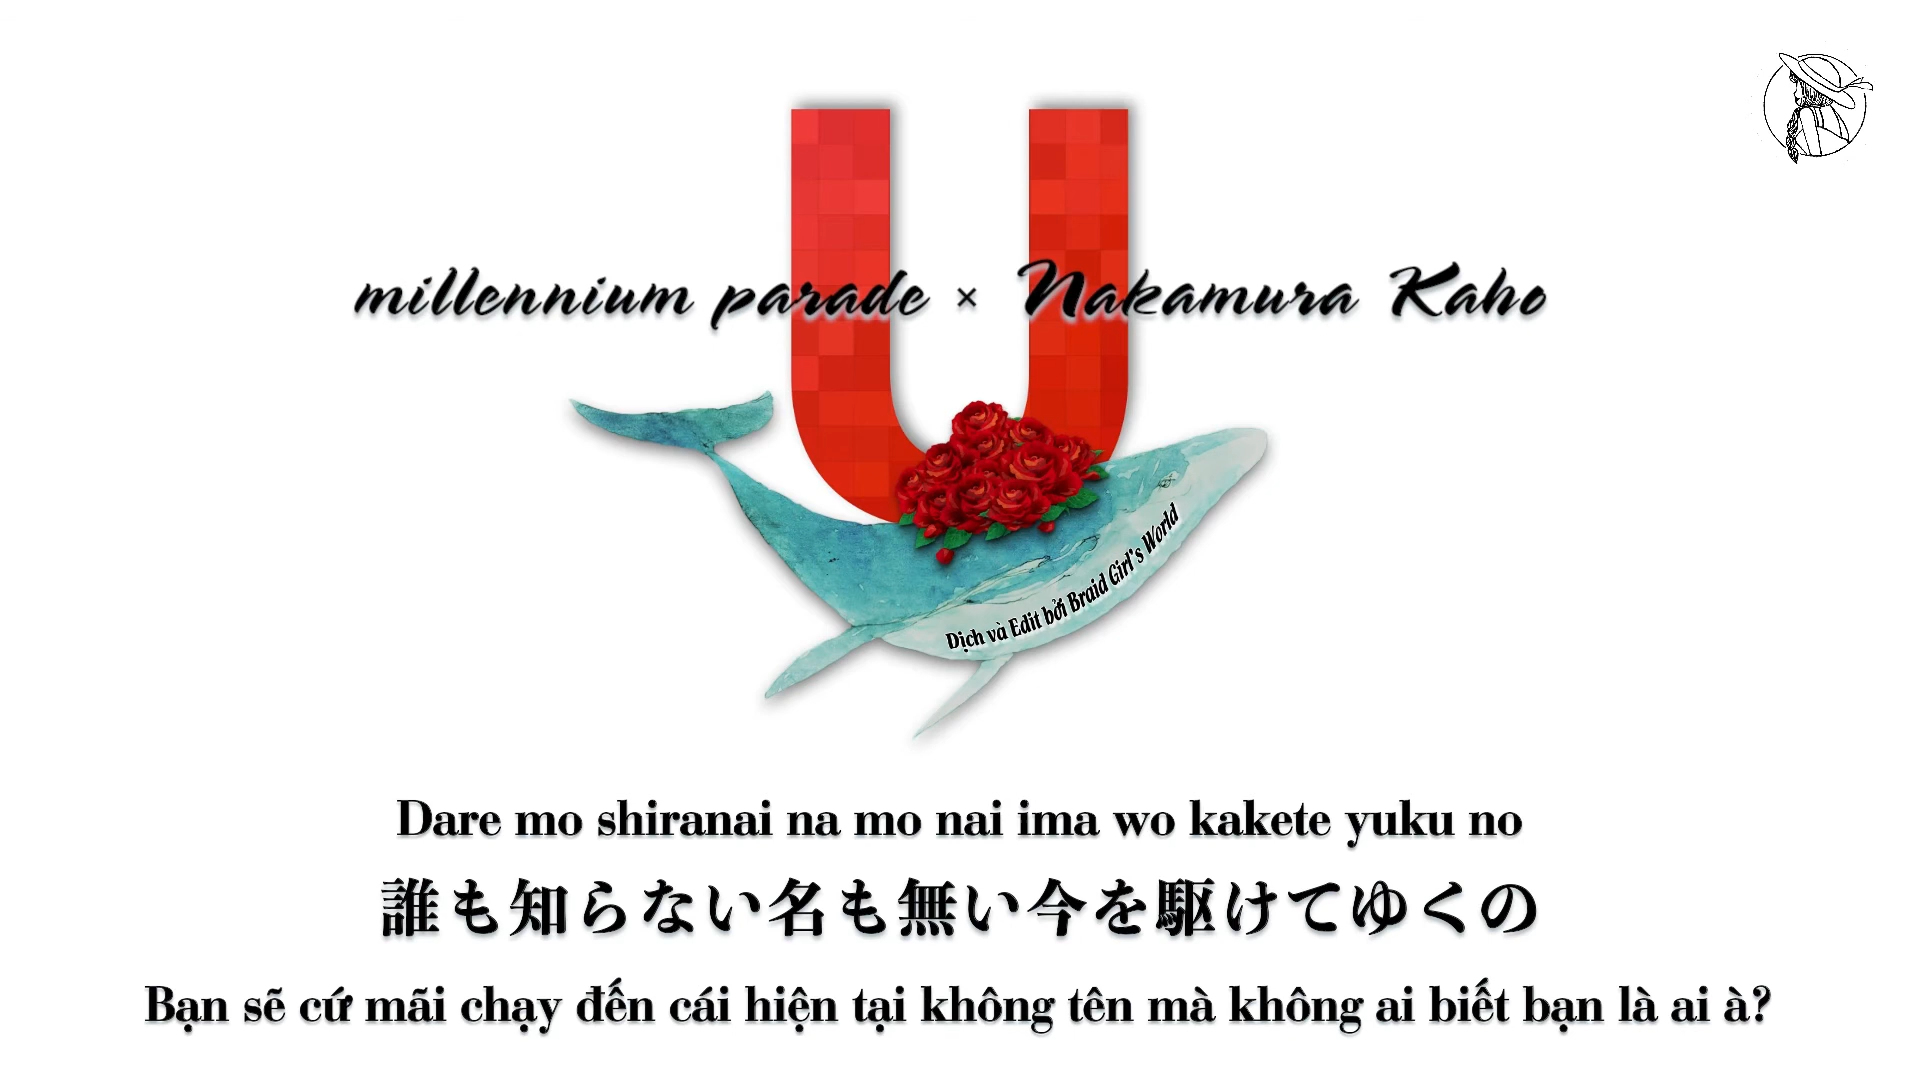 U
millennium parade × Nakamura Kaho
Dịch và Edit bởi Braid Girl's World
Dare mo shiranai na mo nai ima wo kakete yuku no
誰も知らない名も無い今を駆けてゆくの
Bạn sẽ cứ mãi chạy đến cái hiện tại không tên mà không ai biết bạn là ai à?